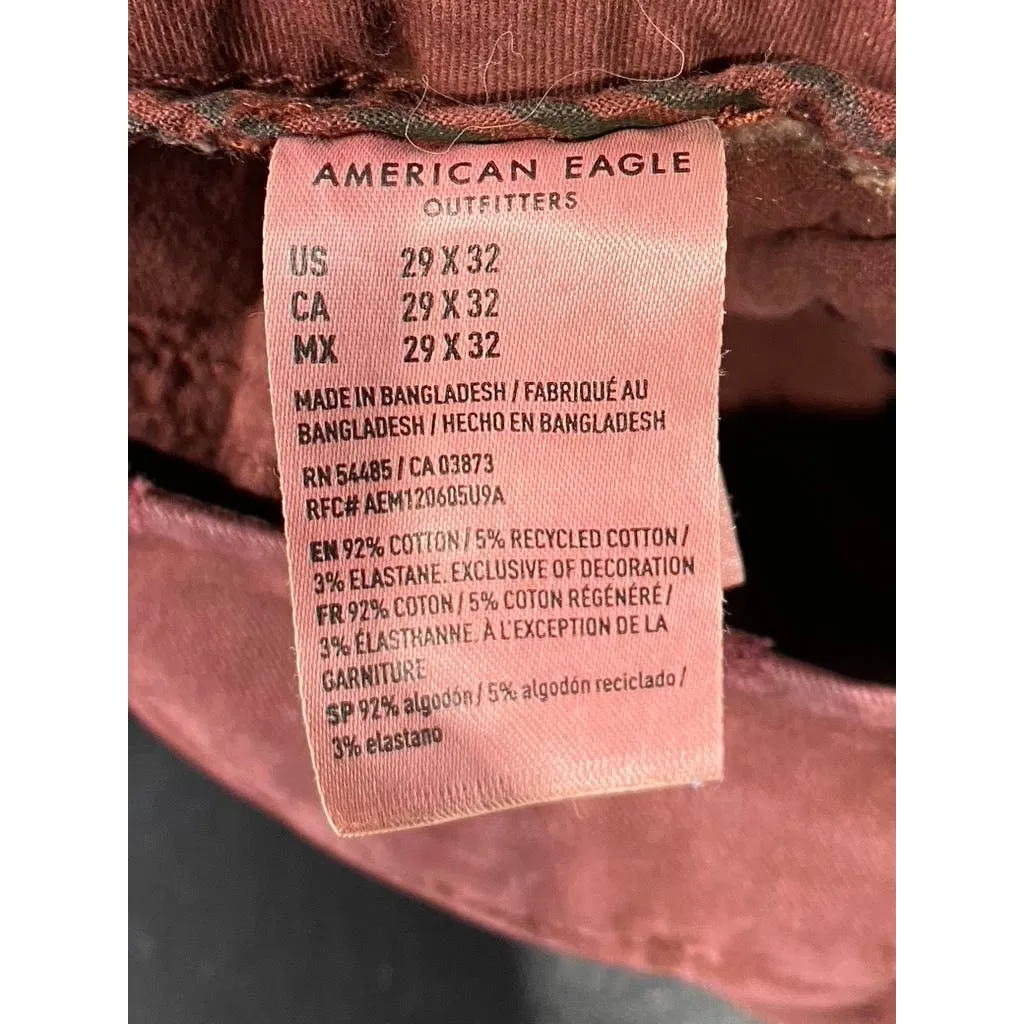 AMERICAN EAGLE
OUTFITTERS
US 29 X 32
CA 29 X 32
MX 29 X 32
MADE IN BANGLADESH / FABRIQUÉ AU
BANGLADESH / HECHO EN BANGLADESH
RN 54485 / CA 03873
RFC# AEM120605U9A
EN 92% COTTON / 5% RECYCLED COTTON /
3% ELASTANE. EXCLUSIVE OF DECORATION
FR 92% COTON / 5% COTON RÉGÉNÉRÉ /
3% ÉLASTHANNE. À L'EXCEPTION DE LA
GARNITURE
SP 92% algodón / 5% algodón reciclado /
3% elastano